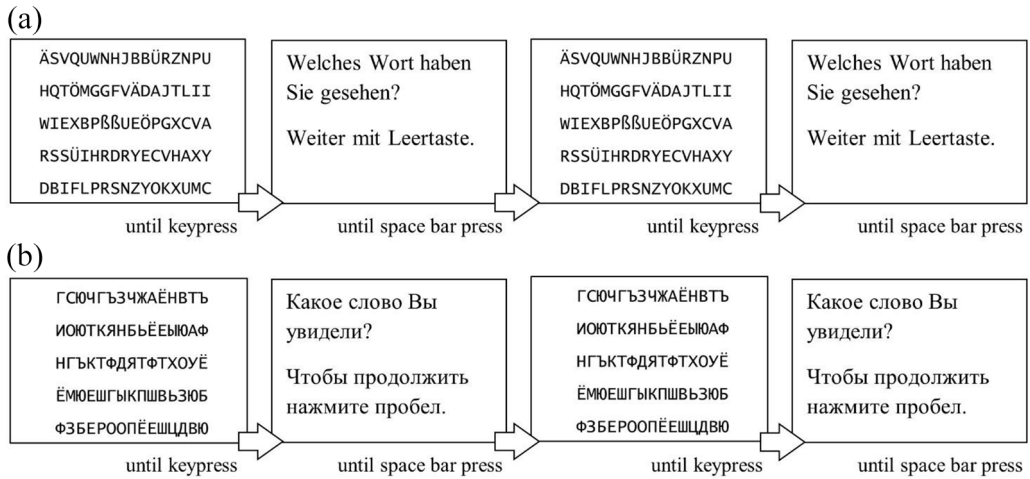 (a)
ÄSVQUWNHJBBÜRZNPU
HQTÖMGGFVÄDAJTLII
WIEXBPßßUEÖPGXCVA
RSSÜIHRDRYECVHAXY
DBIFLPRSNZYOKXUMC
until keypress
Welches Wort haben
Sie gesehen?
Weiter mit Leertaste.
until space bar press
ÄSVQUWNHJBBÜRZNPU
HQTÖMGGFVÄDAJTLII
WIEXBPßßUEÖPGXCVA
RSSÜIHRDRYECVHAXY
DBIFLPRSNZYOKXUMC
until keypress
Welches Wort haben
Sie gesehen?
Weiter mit Leertaste.
until space bar press
(b)
ГСЮЧГЪЗЧЖАЁНВТЪ
ИОЮТКЯНБЬЁЕЫЮАФ
НГЪКТФДЯТФТХОУЁ
ЁМЮЕШГЫКПШВЬЗЮБ
ФЗБЕРООПЁЕШЦДВЮ
until keypress
Какое слово Вы
увидели?
Чтобы продолжить
нажмите пробел.
until space bar press
ГСЮЧГЪЗЧЖАЁНВТЪ
ИОЮТКЯНБЬЁЕЫЮАФ
НГЪКТФДЯТФТХОУЁ
ЁМЮЕШГЫКПШВЬЗЮБ
ФЗБЕРООПЁЕШЦДВЮ
until keypress
Какое слово Вы
увидели?
Чтобы продолжить
нажмите пробел.
until space bar press